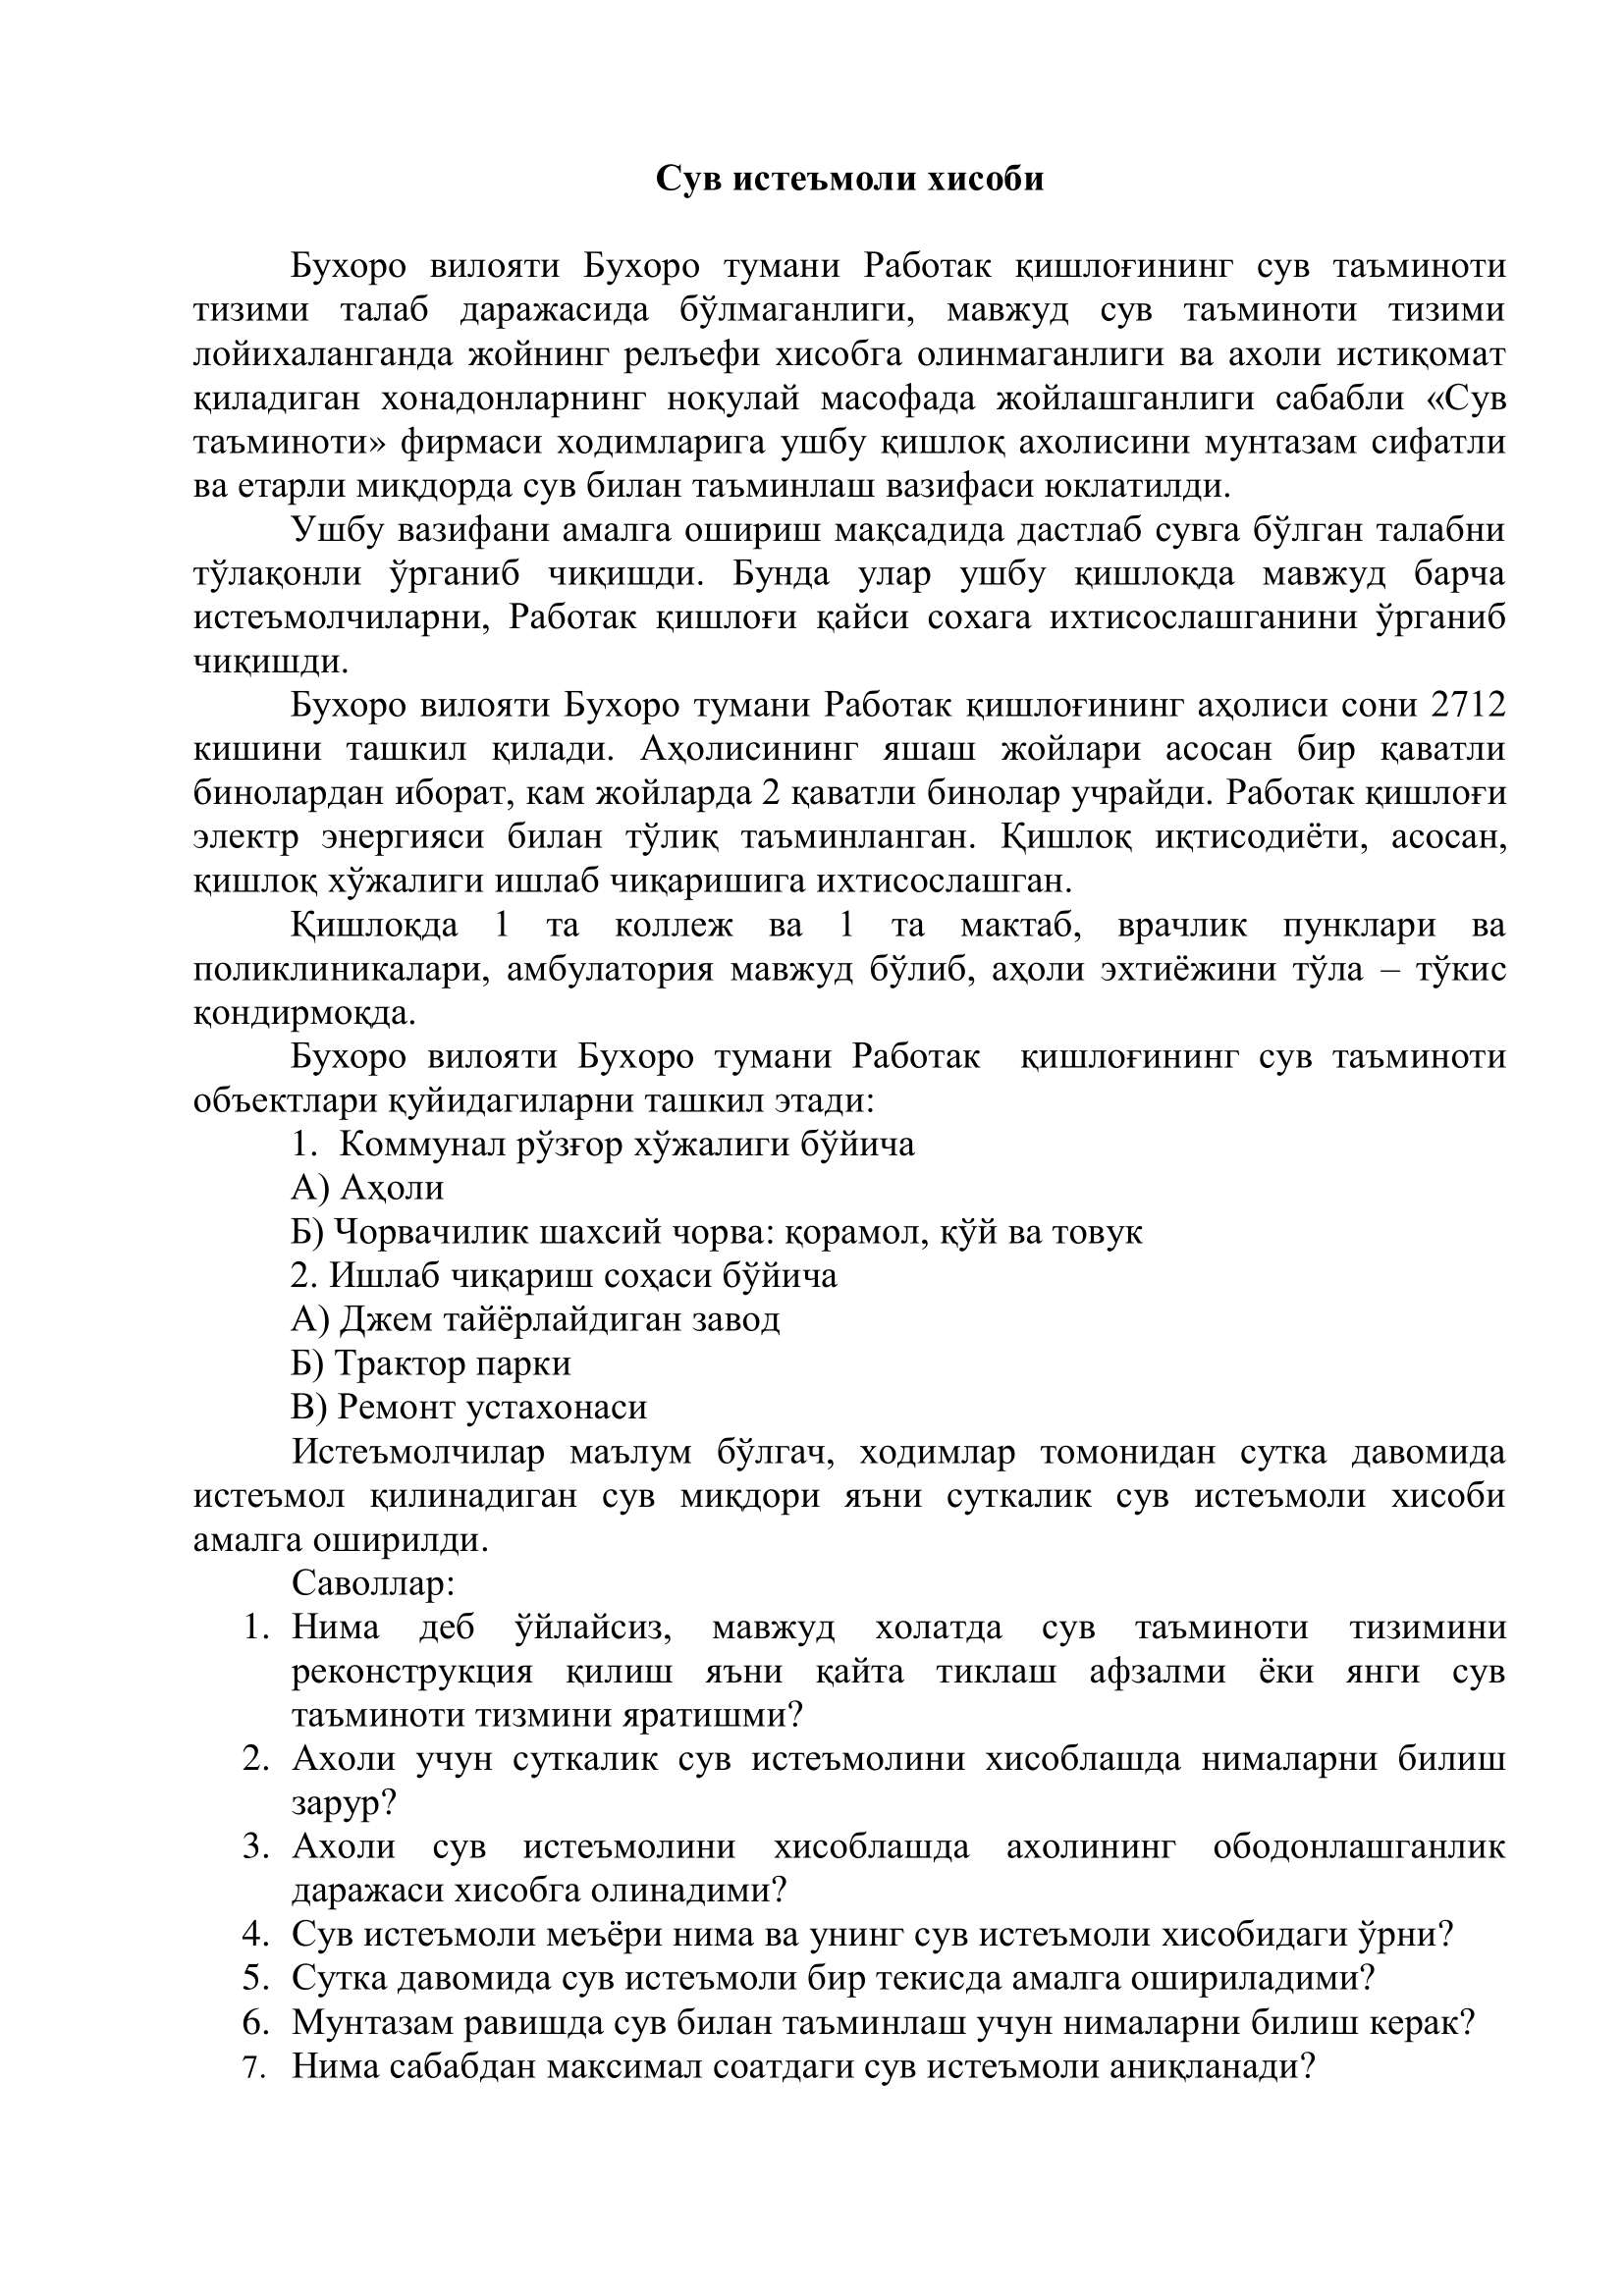 Сув истеъмоли хисоби
Бухоро вилояти Бухоро тумани Работак қишлоғининг сув таъминоти
тизими талаб даражасида бўлмаганлиги, мавжуд сув таъминоти тизими
лойихаланганда жойнинг релъефи хисобга олинмаганлиги ва ахоли истиқомат
қиладиган хонадонларнинг ноқулай масофада жойлашганлиги сабабли «Сув
таъминоти» фирмаси ходимларига ушбу қишлоқ ахолисини мунтазам сифатли
ва етарли миқдорда сув билан таъминлаш вазифаси юклатилди.
Ушбу вазифани амалга ошириш мақсадида дастлаб сувга бўлган талабни
тўлақонли ўрганиб чиқишди. Бунда улар ушбу қишлоқда мавжуд барча
истеъмолчиларни, Работак қишлоғи қайси сохага ихтисослашганини ўрганиб
чиқишди.
Бухоро вилояти Бухоро тумани Работак қишлоғининг аҳолиси сони 2712
кишини ташкил қилади. Аҳолисининг яшаш жойлари асосан бир қаватли
бинолардан иборат, кам жойларда 2 қаватли бинолар учрайди. Работак қишлоғи
электр энергияси билан тўлиқ таъминланган. Қишлоқ иқтисодиёти, асосан,
қишлоқ хўжалиги ишлаб чиқаришига ихтисослашган.
Қишлоқда 1 та коллеж ва 1 та мактаб, врачлик пунклари ва
поликлиникалари, амбулатория мавжуд бўлиб, аҳоли эхтиёжини тўла – тўкис
қондирмоқда.
Бухоро вилояти Бухоро тумани Работак қишлоғининг сув таъминоти
объектлари қуйидагиларни ташкил этади:
1. Коммунал рўзғор хўжалиги бўйича
А) Аҳоли
Б) Чорвачилик шахсий чорва: қорамол, қўй ва товук
2. Ишлаб чиқариш соҳаси бўйича
А) Джем тайёрлайдиган завод
Б) Трактор парки
В) Ремонт устахонаси
Истеъмолчилар маълум бўлгач, ходимлар томонидан сутка давомида
истеъмол қилинадиган сув миқдори яъни суткалик сув истеъмоли хисоби
амалга оширилди.
Саволлар:
1. Нима деб ўйлайсиз, мавжуд холатда сув таъминоти тизимини
реконструкция қилиш яъни қайта тиклаш афзалми ёки янги сув
таъминоти тизмини яратишми?
2. Ахоли учун суткалик сув истеъмолини хисоблашда нималарни билиш
зарур?
3. Ахоли сув истеъмолини хисоблашда ахолининг ободонлашганлик
даражаси хисобга олинадими?
4. Сув истеъмоли меъёри нима ва унинг сув истеъмоли хисобидаги ўрни?
5. Сутка давомида сув истеъмоли бир текисда амалга ошириладими?
6. Мунтазам равишда сув билан таъминлаш учун нималарни билиш керак?
7. Нима сабабдан максимал соатдаги сув истеъмоли аниқланади?